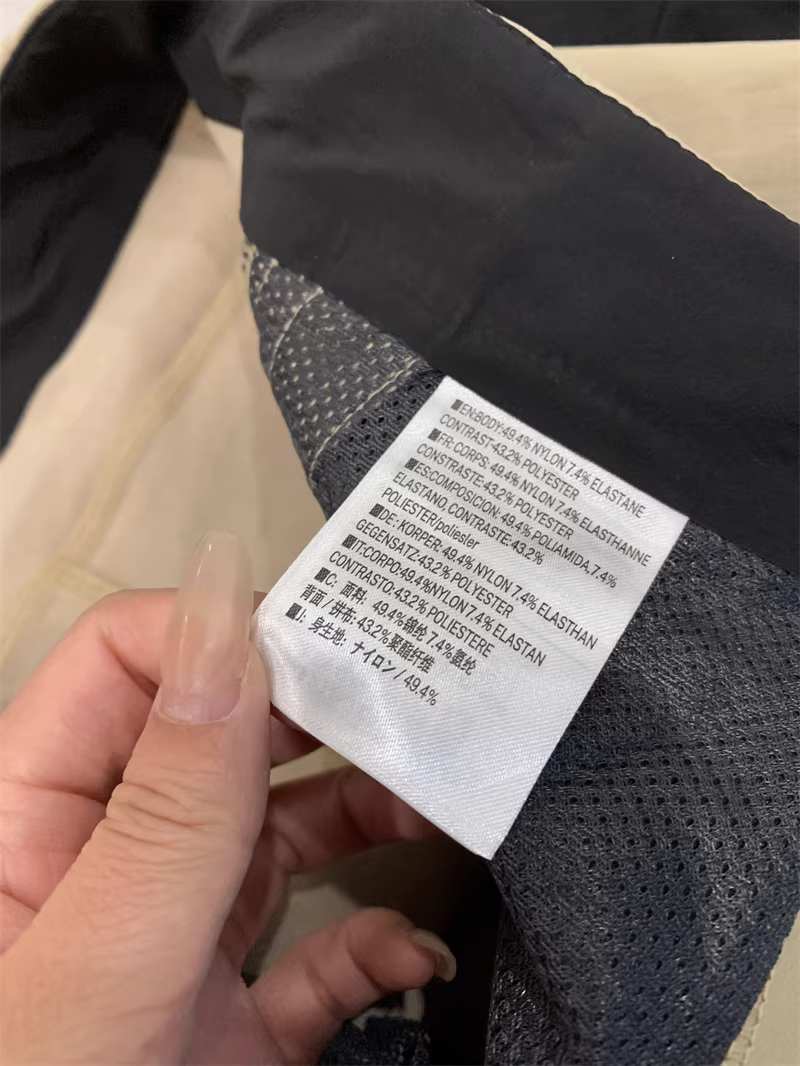 ■EN:BODY:49.4% NYLON 7.4% ELASTANE
CONTRAST:43.2% POLYESTER
■FR: CORPS: 49.4% NYLON 7.4% ELASTHANNE
CONSTRASTE:43.2% POLYESTER
■ES:COMPOSICION: 49.4% POLIAMIDA,7.4%
ELASTANO, CONTRASTE: 43.2%
POLIESTER/poliesler
■DE: KORPER: 49.4% NYLON 7.4% ELASTHAN
GEGENSATZ:43.2% POLYESTER
■IT:CORPO:49.4%NYLON 7.4% ELASTAN
CONTRASTO:43.2% POLIESTERE
■C: 面料: 49.4%锦纶 7.4%氨纶
背面 / 拼布: 43.2%聚酯纤维
■J: 身生地: ナイロン / 49.4%